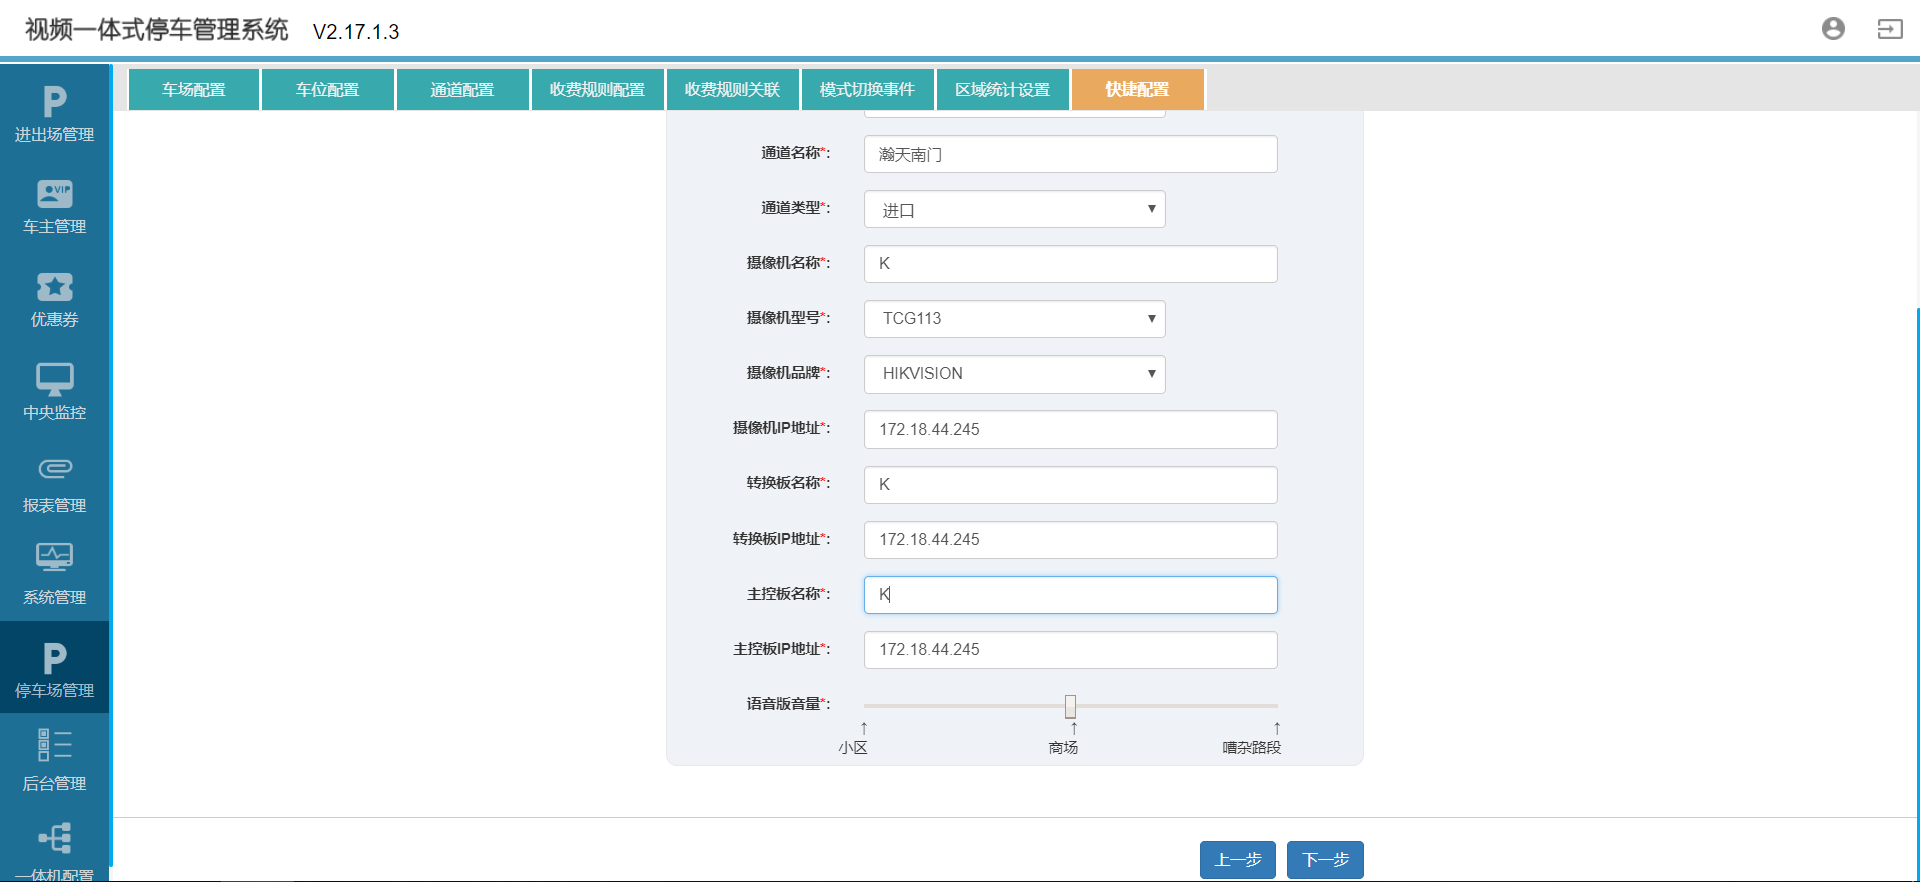 视频一体式停车管理系统 V2.17.1.3
车场配置 车位配置 通道配置 收费规则配置 收费规则关联 模式切换事件 区域统计设置 快捷配置
P
进出场管理
VIP
车主管理
优惠券
中央监控
报表管理
系统管理
P
停车场管理
后台管理
一体机配置
通道名称*: 瀚天南门
通道类型*: 进口
摄像机名称*: K
摄像机型号*: TCG113
摄像机品牌*: HIKVISION
摄像机IP地址*: 172.18.44.245
转换板名称*: K
转换板IP地址*: 172.18.44.245
主控板名称*: K
主控板IP地址*: 172.18.44.245
语音版音量*:
↑ ↑ ↑
小区 商场 嘈杂路段
上一步 下一步